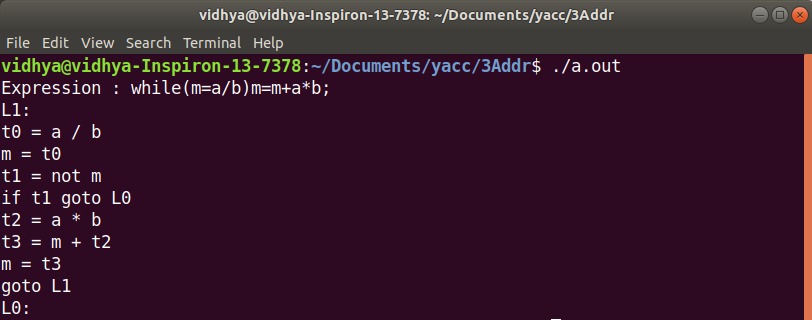 vidhya@vidhya-Inspiron-13-7378: ~/Documents/yacc/3Addr
File Edit View Search Terminal Help
vidhya@vidhya-Inspiron-13-7378:~/Documents/yacc/3Addr$ ./a.out
Expression : while(m=a/b)m=m+a*b;
L1:
t0 = a / b
m = t0
t1 = not m
if t1 goto L0
t2 = a * b
t3 = m + t2
m = t3
goto L1
L0: